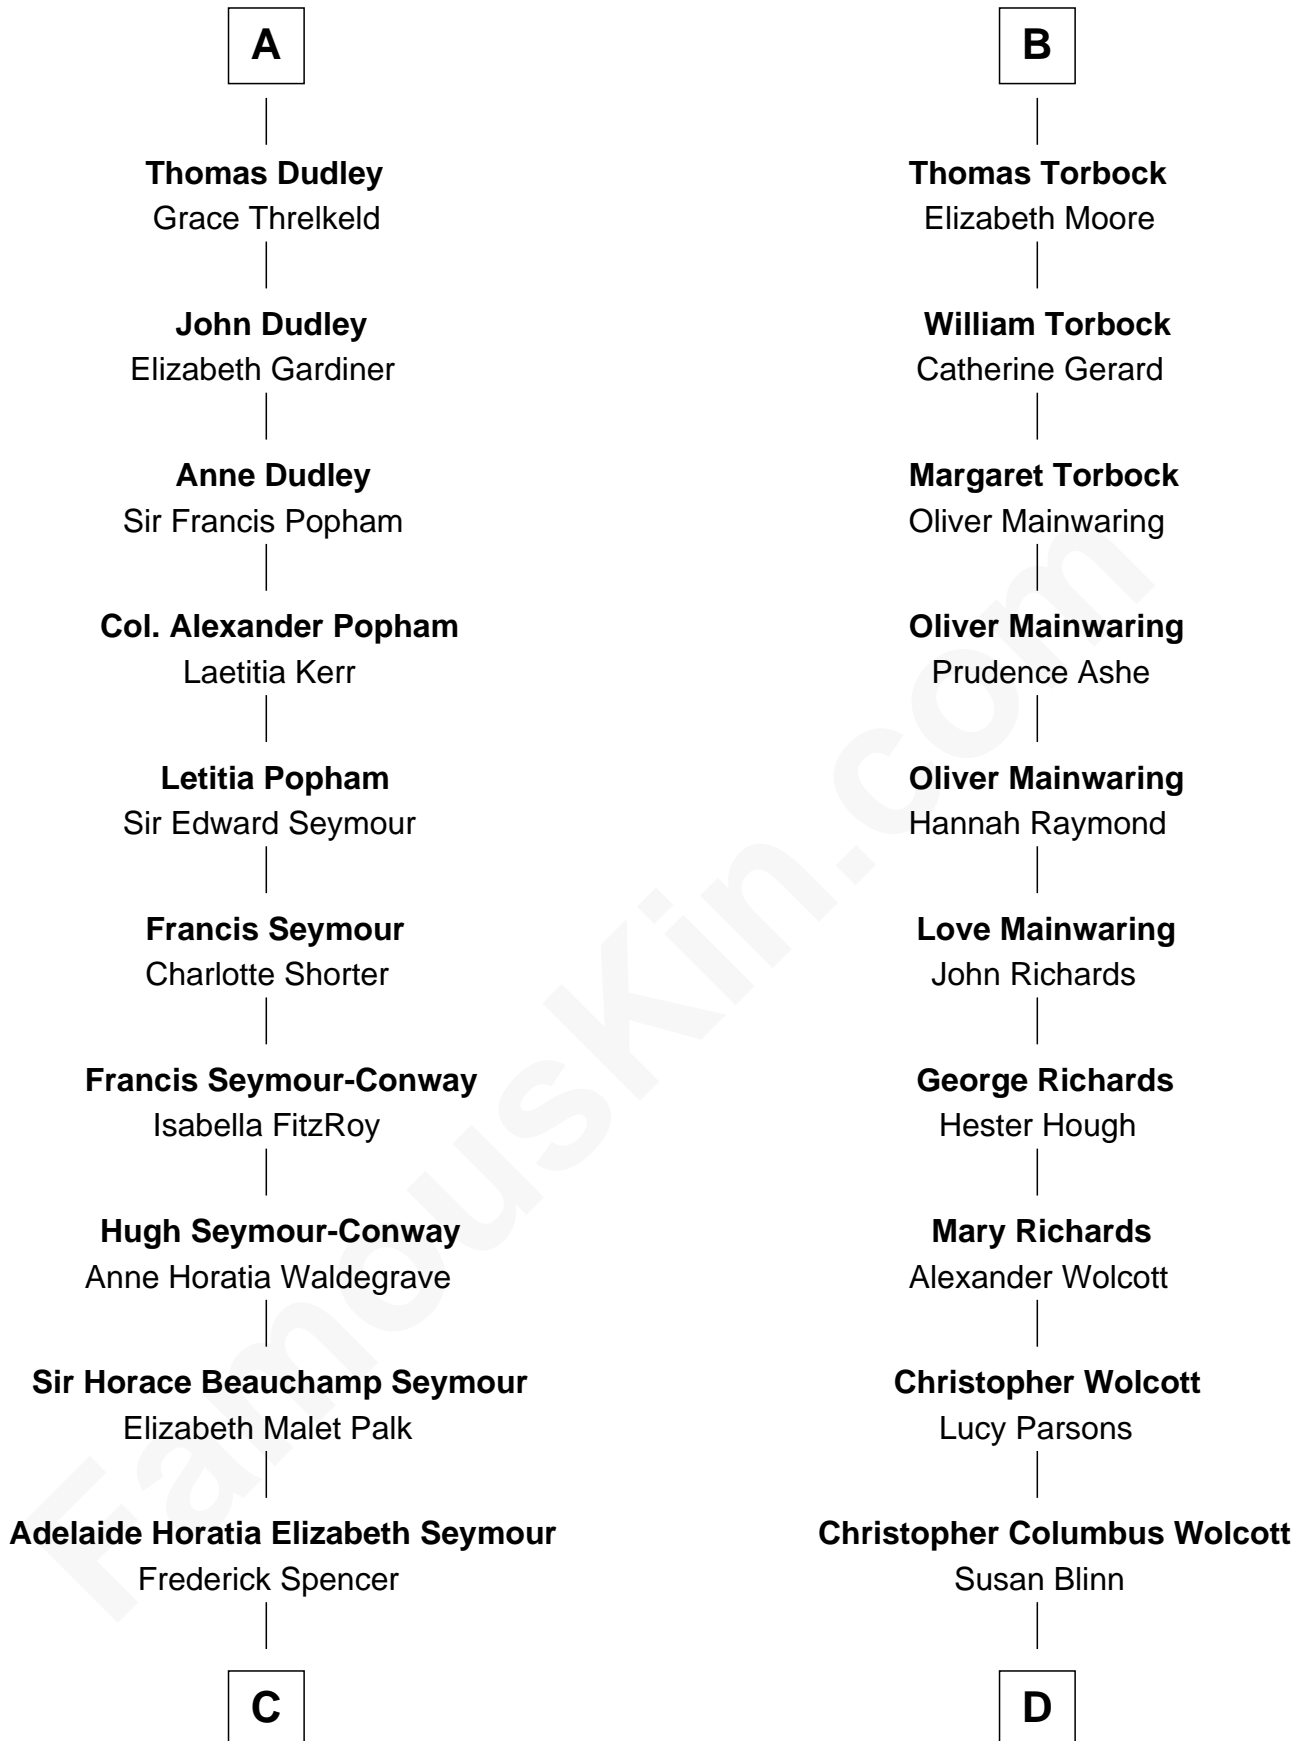 A
Thomas Dudley
Grace Threlkeld
John Dudley
Elizabeth Gardiner
Anne Dudley
Sir Francis Popham
Col. Alexander Popham
Laetitia Kerr
Letitia Popham
Sir Edward Seymour
Francis Seymour
Charlotte Shorter
Francis Seymour-Conway
Isabella FitzRoy
Hugh Seymour-Conway
Anne Horatia Waldegrave
Sir Horace Beauchamp Seymour
Elizabeth Malet Palk
Adelaide Horatia Elizabeth Seymour
Frederick Spencer
C
B
Thomas Torbock
Elizabeth Moore
William Torbock
Catherine Gerard
Margaret Torbock
Oliver Mainwaring
Oliver Mainwaring
Prudence Ashe
Oliver Mainwaring
Hannah Raymond
Love Mainwaring
John Richards
George Richards
Hester Hough
Mary Richards
Alexander Wolcott
Christopher Wolcott
Lucy Parsons
Christopher Columbus Wolcott
Susan Blinn
D
FamousKin.com